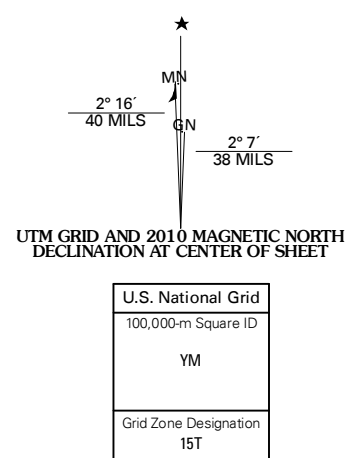 MN
2° 16´
40 MILS
GN
2° 7´
38 MILS
UTM GRID AND 2010 MAGNETIC NORTH
DECLINATION AT CENTER OF SHEET
U.S. National Grid
100,000-m Square ID
YM
Grid Zone Designation
15T